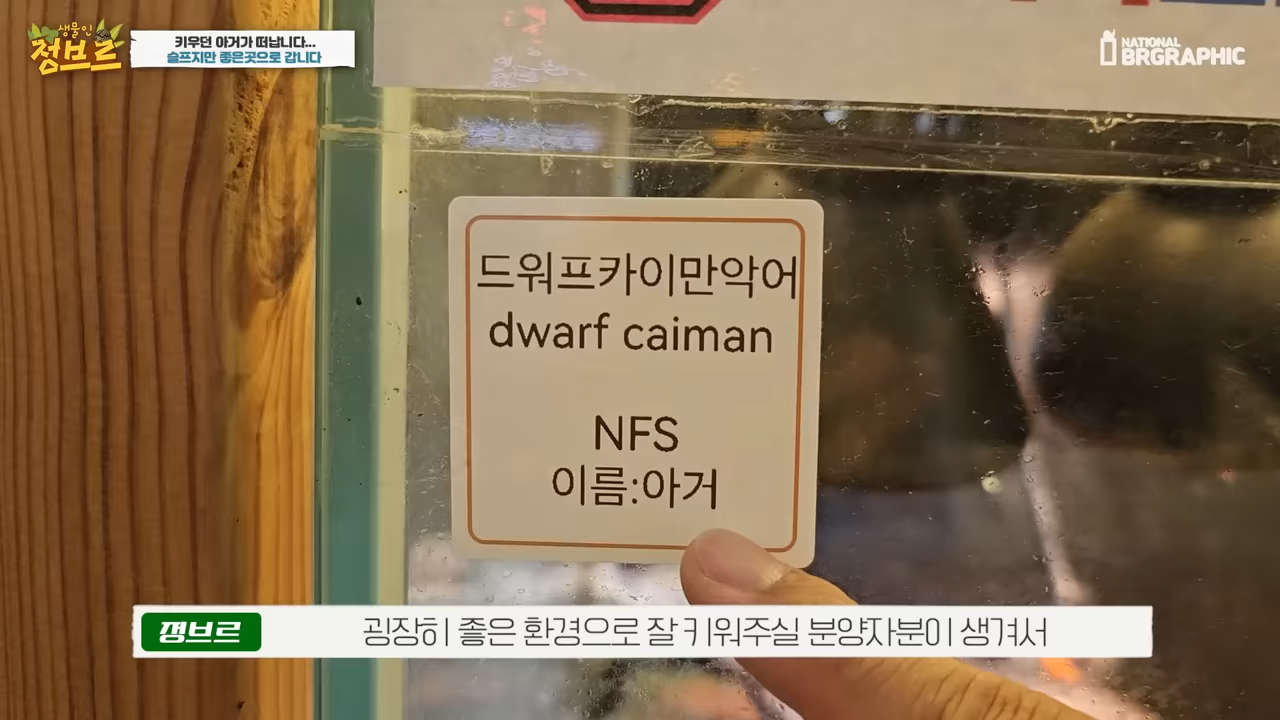 생물인
정브르
키우던 아거가 떠납니다...
슬프지만 좋은곳으로 갑니다
NATIONAL
BRGRAPHIC
드워프카이만악어
dwarf caiman
NFS
이름:아거
쩡브르
굉장히 좋은 환경으로 잘 키워주실 분양자분이 생겨서